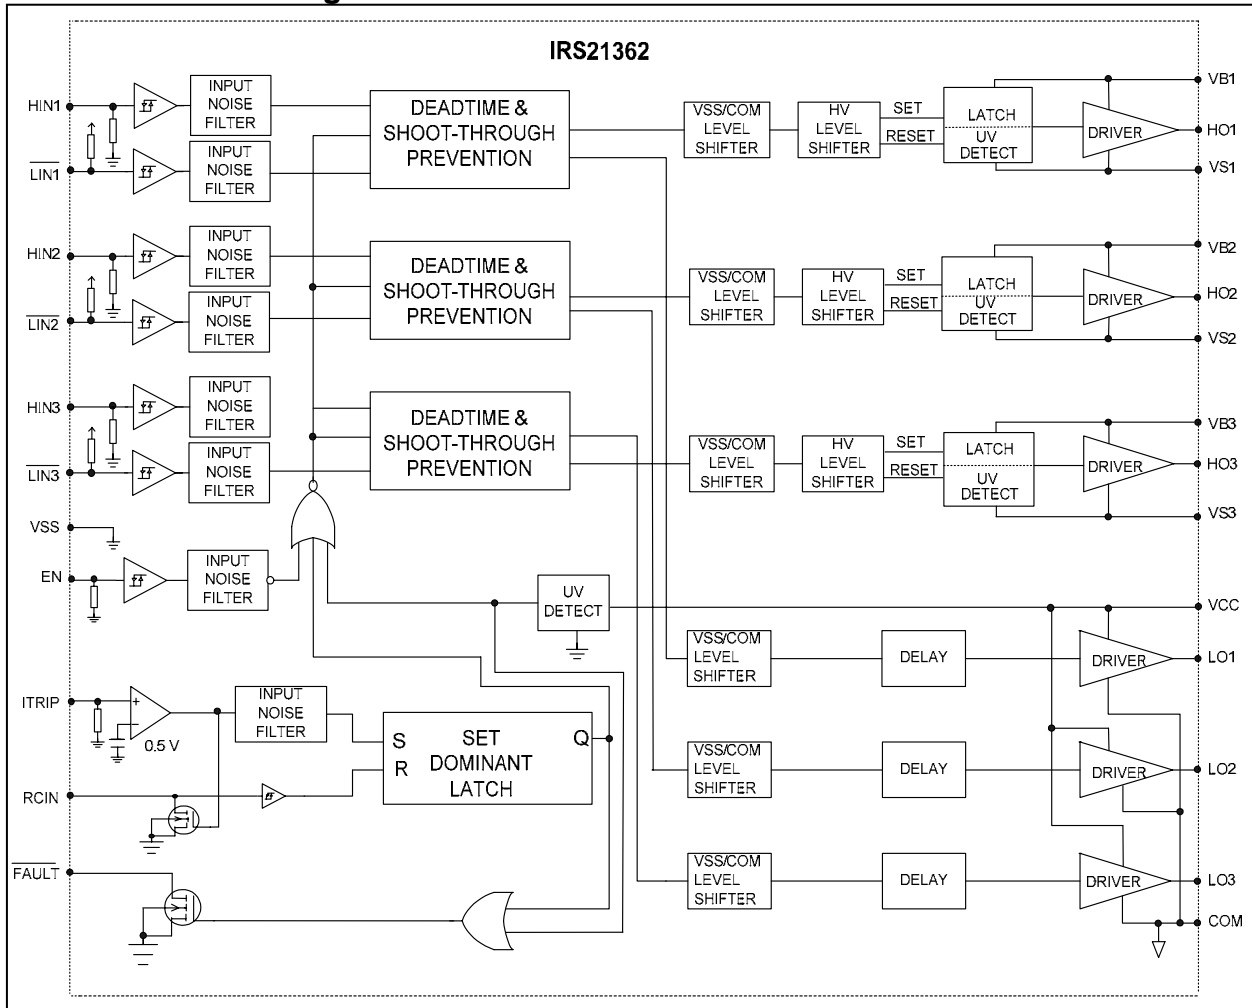 IRS21362
HIN1
INPUT
NOISE
FILTER
LIN1
INPUT
NOISE
FILTER
DEADTIME &
SHOOT-THROUGH
PREVENTION
VSS/COM
LEVEL
SHIFTER
HV
LEVEL
SHIFTER
SET
RESET
LATCH
UV
DETECT
DRIVER
VB1
HO1
VS1
HIN2
INPUT
NOISE
FILTER
LIN2
INPUT
NOISE
FILTER
DEADTIME &
SHOOT-THROUGH
PREVENTION
VSS/COM
LEVEL
SHIFTER
HV
LEVEL
SHIFTER
SET
RESET
LATCH
UV
DETECT
DRIVER
VB2
HO2
VS2
HIN3
INPUT
NOISE
FILTER
LIN3
INPUT
NOISE
FILTER
DEADTIME &
SHOOT-THROUGH
PREVENTION
VSS/COM
LEVEL
SHIFTER
HV
LEVEL
SHIFTER
SET
RESET
LATCH
UV
DETECT
DRIVER
VB3
HO3
VS3
VSS
EN
INPUT
NOISE
FILTER
UV
DETECT
VCC
VSS/COM
LEVEL
SHIFTER
DELAY
DRIVER
LO1
ITRIP
+
−
0.5 V
INPUT
NOISE
FILTER
S
R
SET
DOMINANT
LATCH
Q
VSS/COM
LEVEL
SHIFTER
DELAY
DRIVER
LO2
RCIN
FAULT
VSS/COM
LEVEL
SHIFTER
DELAY
DRIVER
LO3
COM